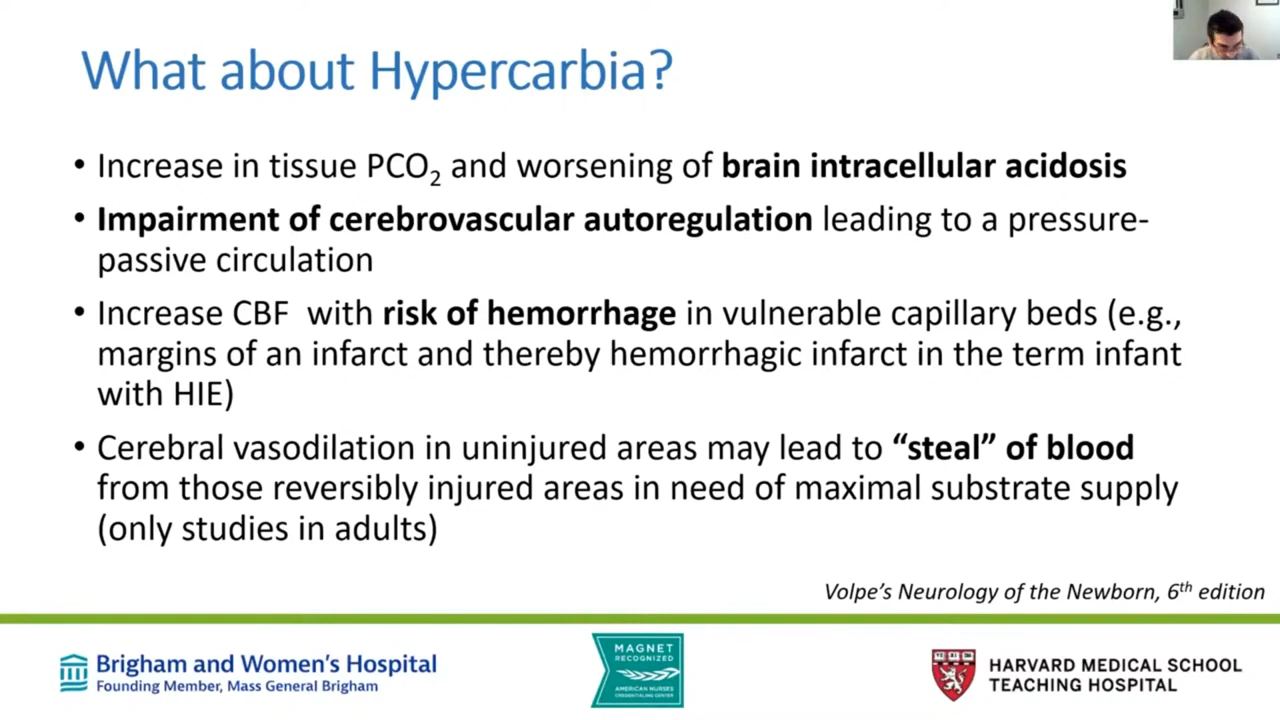 What about Hypercarbia?
• Increase in tissue PCO₂ and worsening of brain intracellular acidosis
• Impairment of cerebrovascular autoregulation leading to a pressure-
passive circulation
• Increase CBF with risk of hemorrhage in vulnerable capillary beds (e.g.,
margins of an infarct and thereby hemorrhagic infarct in the term infant
with HIE)
• Cerebral vasodilation in uninjured areas may lead to “steal” of blood
from those reversibly injured areas in need of maximal substrate supply
(only studies in adults)
Volpe’s Neurology of the Newborn, 6th edition
Brigham and Women’s Hospital
Founding Member, Mass General Brigham
MAGNET
RECOGNIZED
AMERICAN NURSES
CREDENTIALING CENTER
HARVARD MEDICAL SCHOOL
TEACHING HOSPITAL